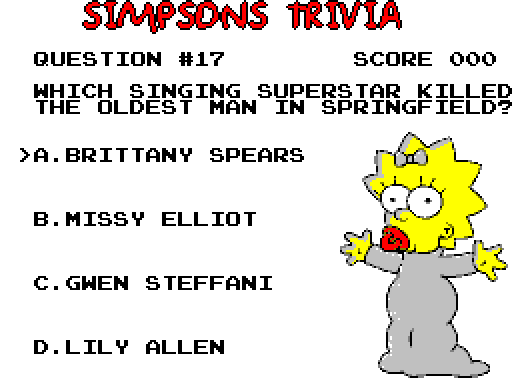 SIMPSONS TRIVIA
QUESTION #17 SCORE 000
WHICH SINGING SUPERSTAR KILLED
THE OLDEST MAN IN SPRINGFIELD?
>A.BRITTANY SPEARS
B.MISSY ELLIOT
C.GWEN STEFFANI
D.LILY ALLEN